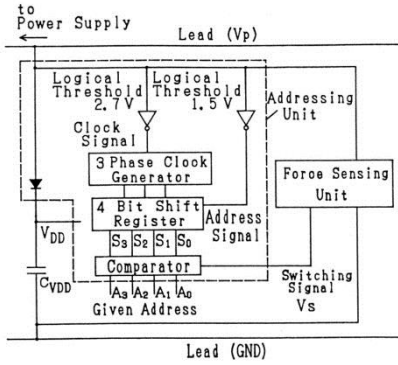 to
Power Supply
Lead (Vp)
Logical
Threshold
2.7V
Logical
Threshold
1.5V
Addressing
Unit
Clock
Signal
3 Phase Clock
Generator
Force Sensing
Unit
4 Bit Shift
Register
Address
Signal
VDD
S3 S2 S1 S0
Comparator
CVDD
A3 A2 A1 A0
Given Address
Switching
Signal
Vs
Lead (GND)